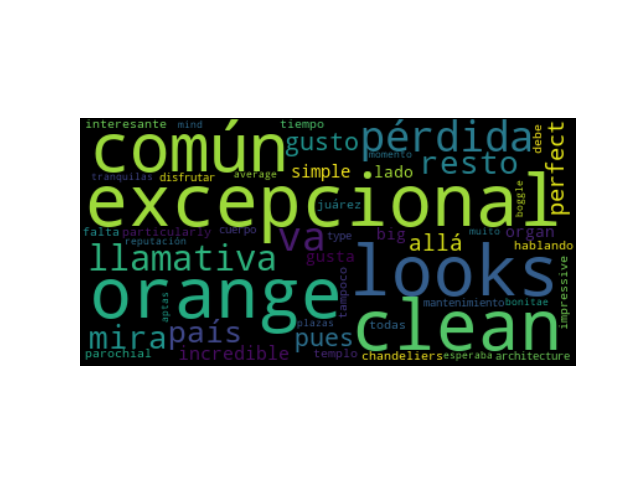 interesante mind tiempo
común gusto pérdida debe perfect
momento
tranquilas disfrutar average simple lado resto
excepcional juárez boggle
falta reputación particularly cuerpo va type big allá muito organ hablando
llamativa gusta looks impressive
orange aptas tampoco mantenimiento bonitae
mira país plazas pues todas clean
parochial incredible templo chandeliers esperaba architecture